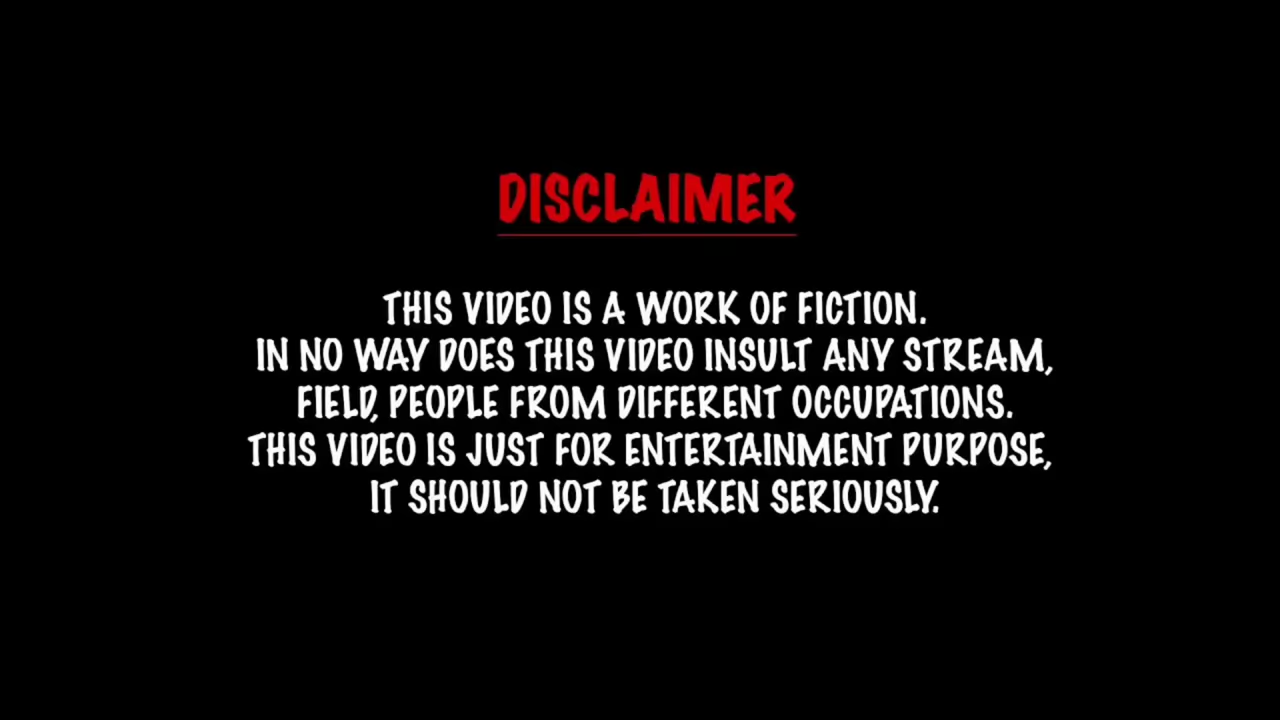 DISCLAIMER
THIS VIDEO IS A WORK OF FICTION.
IN NO WAY DOES THIS VIDEO INSULT ANY STREAM,
FIELD, PEOPLE FROM DIFFERENT OCCUPATIONS.
THIS VIDEO IS JUST FOR ENTERTAINMENT PURPOSE,
IT SHOULD NOT BE TAKEN SERIOUSLY.